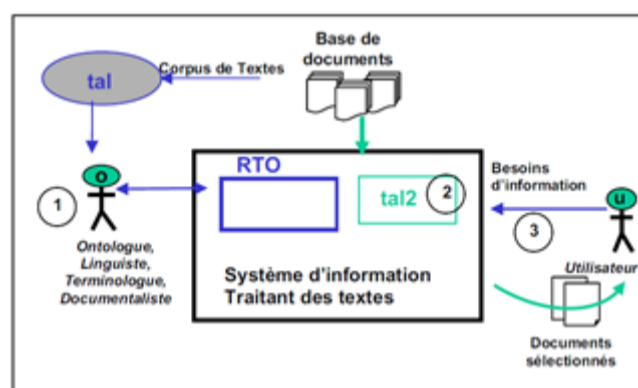 Base de
documents
Corpus de Textes
tal
RTO
o
1
tal2
2
Besoins
d'information
3
u
Ontologue,
Linguiste,
Terminologue,
Documentaliste
Système d'information
Traitant des textes
Utilisateur
Documents
sélectionnés